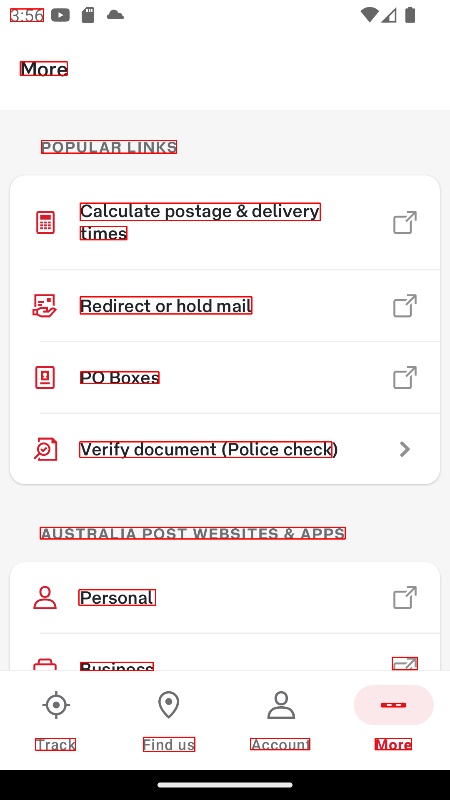 3:56
More
POPULAR LINKS
Calculate postage & delivery
times
Redirect or hold mail
PO Boxes
Verify document (Police check)
AUSTRALIA POST WEBSITES & APPS
Personal
Business
Track
Find us
Account
More